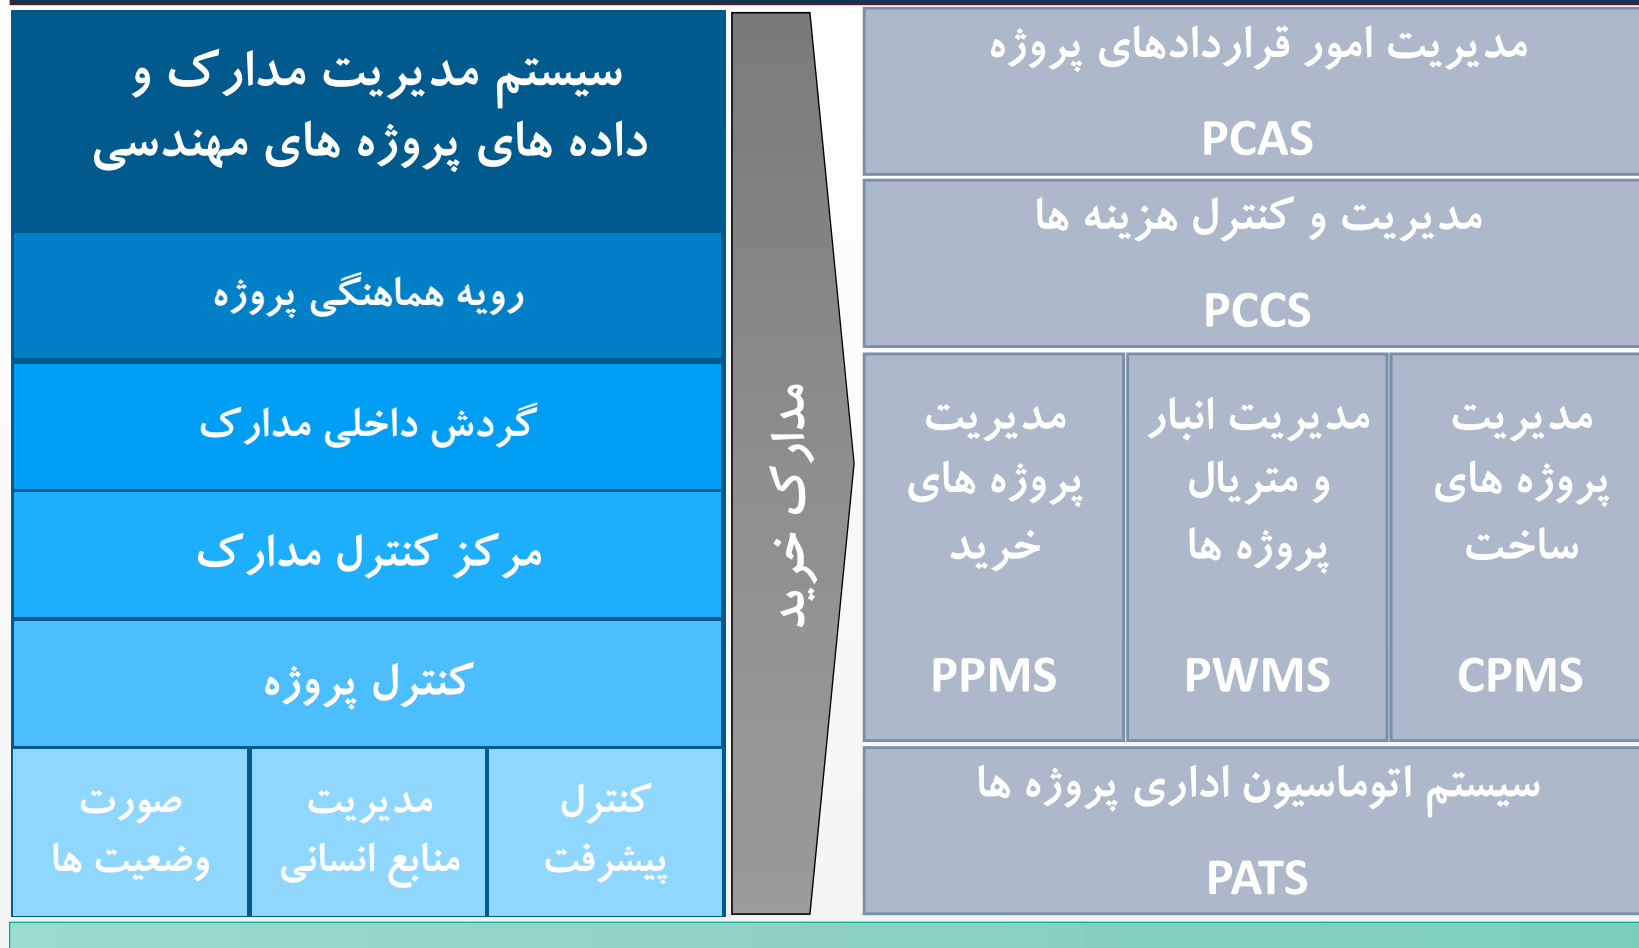 سیستم مدیریت مدارک و
داده های پروژه های مهندسی
رویه هماهنگی پروژه
گردش داخلی مدارک
مرکز کنترل مدارک
کنترل پروژه
کنترل
پیشرفت
مدیریت
منابع انسانی
صورت
وضعیت ها
مدارک خرید
مدیریت امور قراردادهای پروژه
PCAS
مدیریت و کنترل هزینه ها
PCCS
مدیریت
پروژه های
ساخت
CPMS
مدیریت انبار
و متریال
پروژه ها
PWMS
مدیریت
پروژه های
خرید
PPMS
سیستم اتوماسیون اداری پروژه ها
PATS